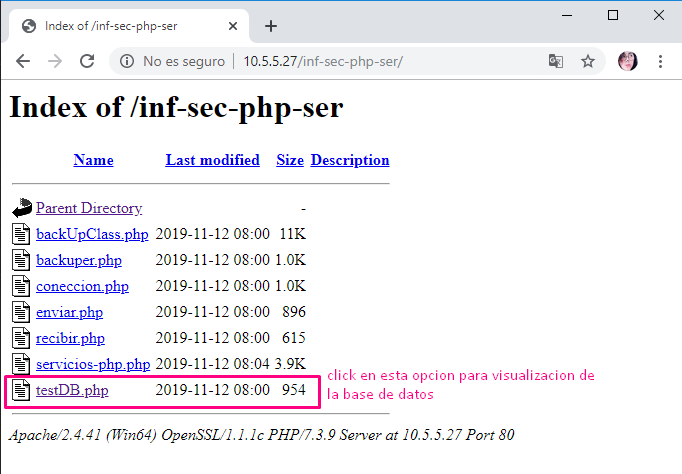 Index of /inf-sec-php-ser
No es seguro | 10.5.5.27/inf-sec-php-ser/
Index of /inf-sec-php-ser
Name Last modified Size Description
Parent Directory -
backUpClass.php 2019-11-12 08:00 11K
backuper.php 2019-11-12 08:00 1.0K
coneccion.php 2019-11-12 08:00 1.0K
enviar.php 2019-11-12 08:00 896
recibir.php 2019-11-12 08:00 615
servicios-php.php 2019-11-12 08:04 3.9K
testDB.php 2019-11-12 08:00 954
click en esta opcion para visualizacion de
la base de datos
Apache/2.4.41 (Win64) OpenSSL/1.1.1c PHP/7.3.9 Server at 10.5.5.27 Port 80